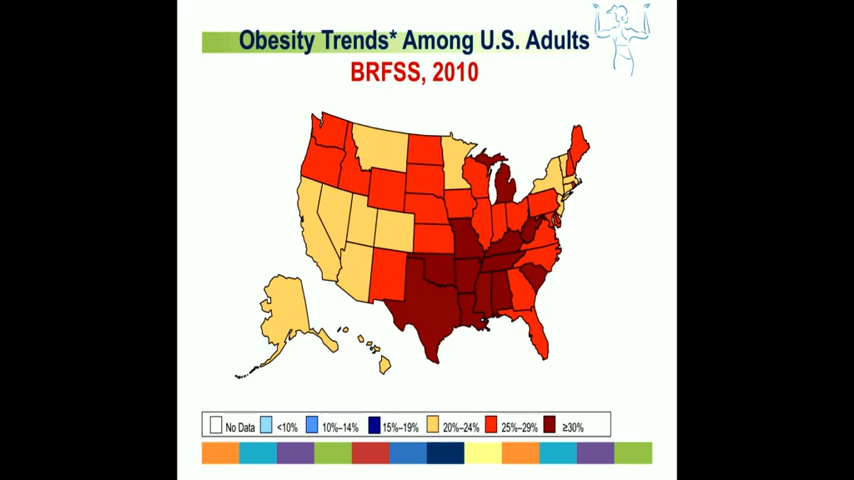 Obesity Trends* Among U.S. Adults
BRFSS, 2010
No Data <10% 10%–14% 15%–19% 20%–24% 25%–29% ≥30%